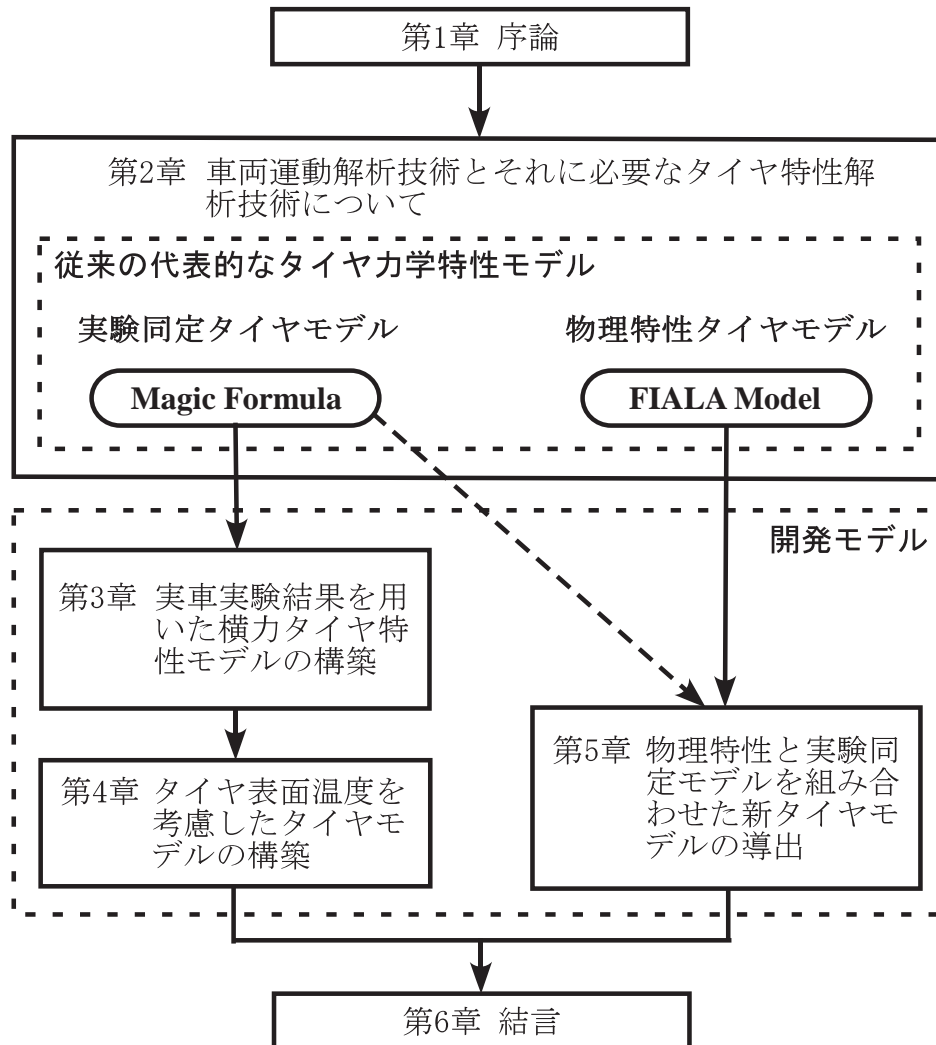 第1章 序論
第2章 車両運動解析技術とそれに必要なタイヤ特性解
析技術について
従来の代表的なタイヤ力学特性モデル
実験同定タイヤモデル
物理特性タイヤモデル
Magic Formula
FIALA Model
開発モデル
第3章 実車実験結果を用
いた横力タイヤ特
性モデルの構築
第4章 タイヤ表面温度を
考慮したタイヤモ
デルの構築
第5章 物理特性と実験同
定モデルを組み合
わせた新タイヤモ
デルの導出
第6章 結言